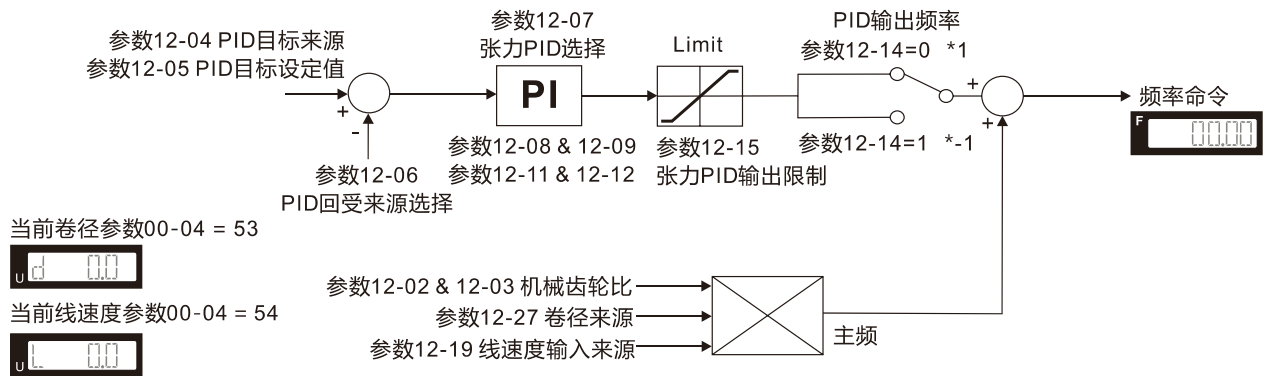 参数12-04 PID目标来源
参数12-05 PID目标设定值
+
-
参数12-06
PID回受来源选择
参数12-07
张力PID选择
PI
参数12-08 & 12-09
参数12-11 & 12-12
Limit
参数12-15
张力PID输出限制
PID输出频率
参数12-14=0 *1
参数12-14=1 *-1
+
+
频率命令
F 00.00
当前卷径参数00-04 = 53
U d 0.0
当前线速度参数00-04 = 54
U L 0.0
参数12-02 & 12-03 机械齿轮比
参数12-27 卷径来源
参数12-19 线速度输入来源
主频